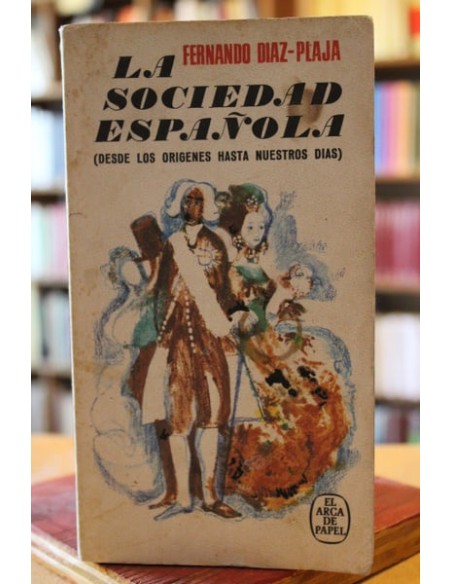 FERNANDO DIAZ-PLAJA
LA
SOCIEDAD
ESPAÑOLA
(DESDE LOS ORIGENES HASTA NUESTROS DIAS)
EL
ARCA
DE
PAPEL